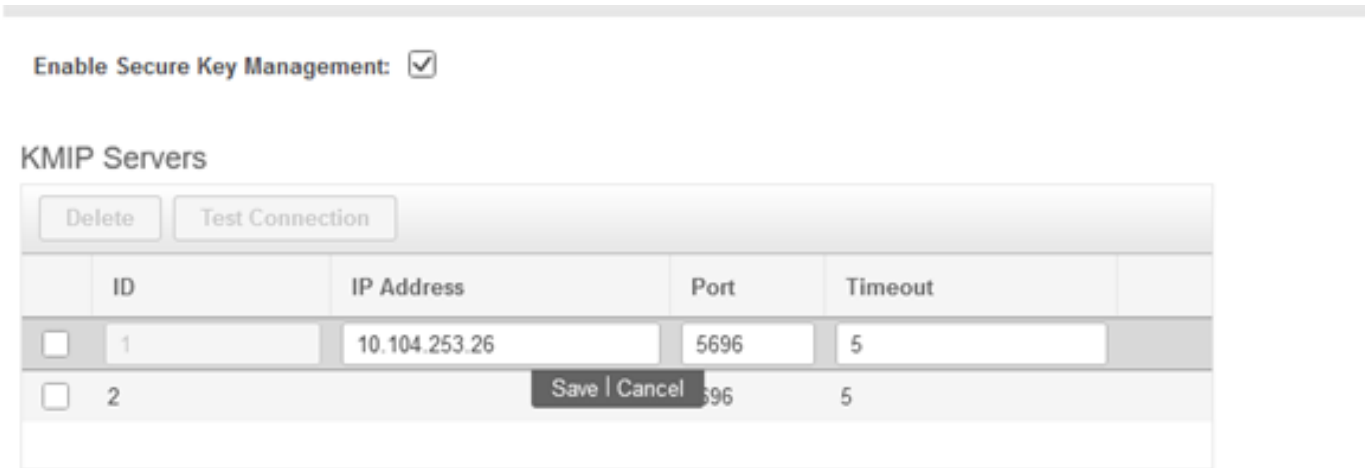 Enable Secure Key Management:
KMIP Servers
Delete Test Connection
ID IP Address Port Timeout
1 10.104.253.26 5696 5
Save | Cancel
2 696 5